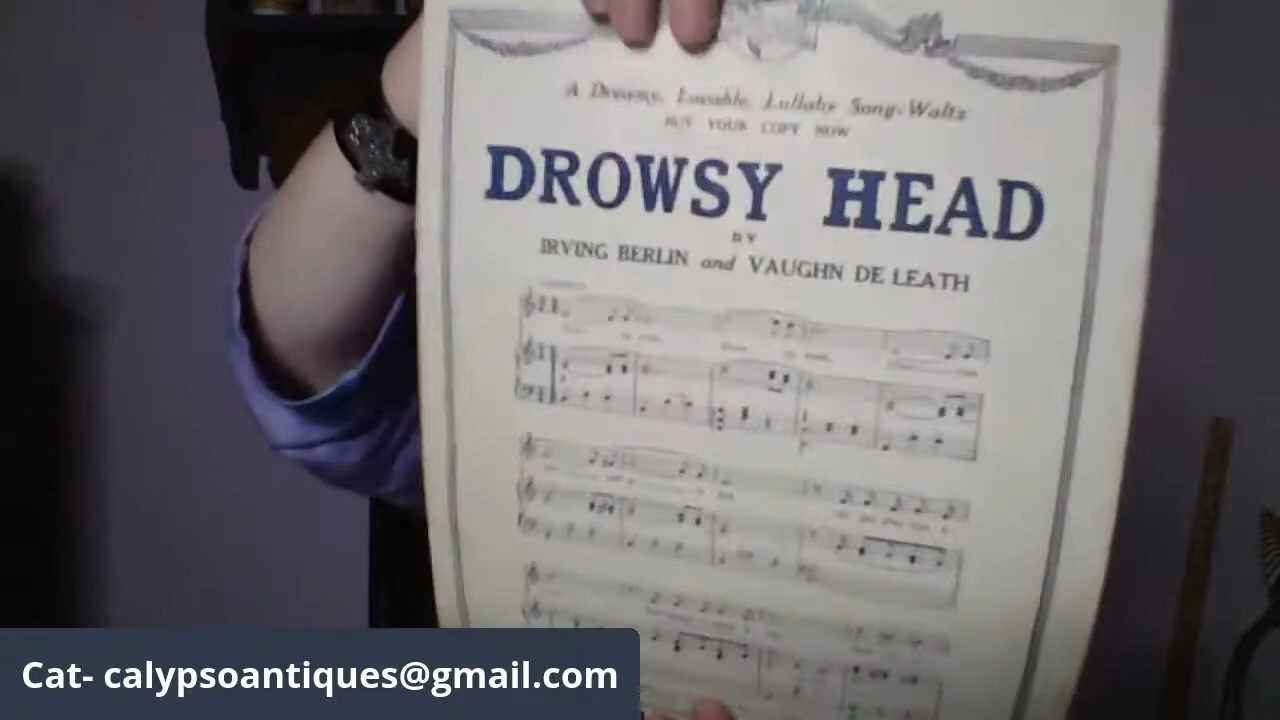 A Dreamy, Lovable, Lullaby Song-Waltz
BUY YOUR COPY NOW
DROWSY HEAD
BY
IRVING BERLIN and VAUGHN DE LEATH
Cat- calypsoantiques@gmail.com